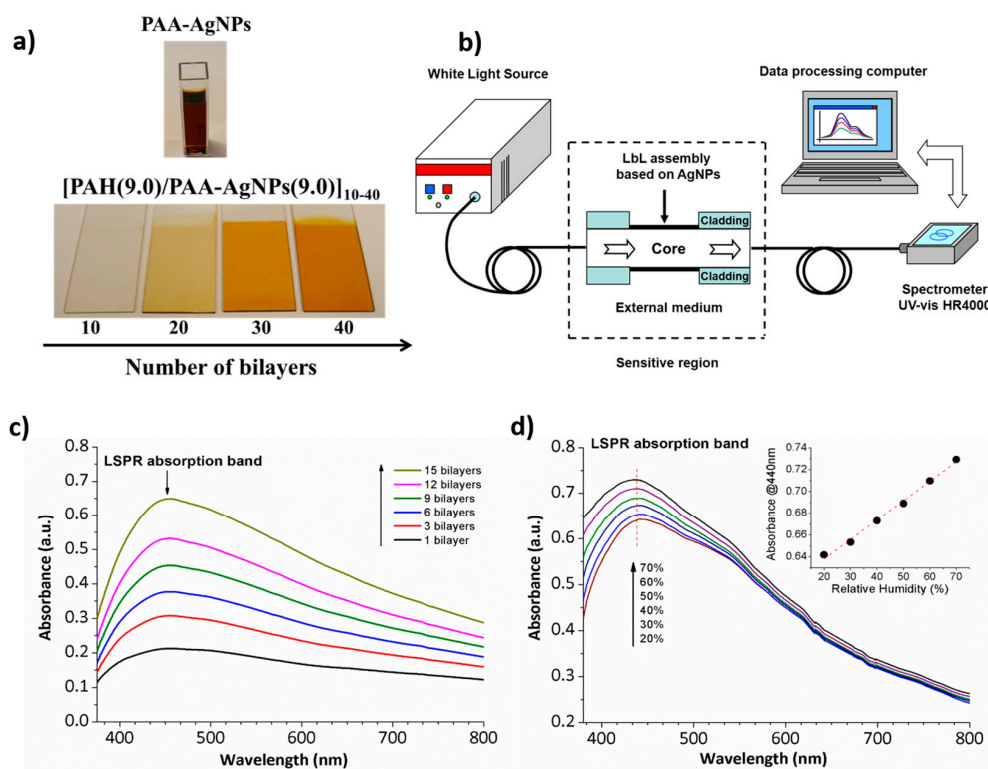 a)
PAA-AgNPs
[PAH(9.0)/PAA-AgNPs(9.0)]10-40
10 20 30 40
Number of bilayers
b)
White Light Source
Data processing computer
LbL assembly
based on AgNPs
Cladding
Core
Cladding
External medium
Sensitive region
Spectrometer
UV-vis HR4000
c)
LSPR absorption band
15 bilayers
12 bilayers
9 bilayers
6 bilayers
3 bilayers
1 bilayer
Absorbance (a.u.)
0.8
0.7
0.6
0.5
0.4
0.3
0.2
0.1
0.0
400 500 600 700 800
Wavelength (nm)
d)
LSPR absorption band
70%
60%
50%
40%
30%
20%
Absorbance (a.u.)
0.8
0.7
0.6
0.5
0.4
0.3
0.2
400 500 600 700 800
Wavelength (nm)
Absorbance @440nm
0.74
0.72
0.70
0.68
0.66
0.64
20 30 40 50 60 70
Relative Humidity (%)